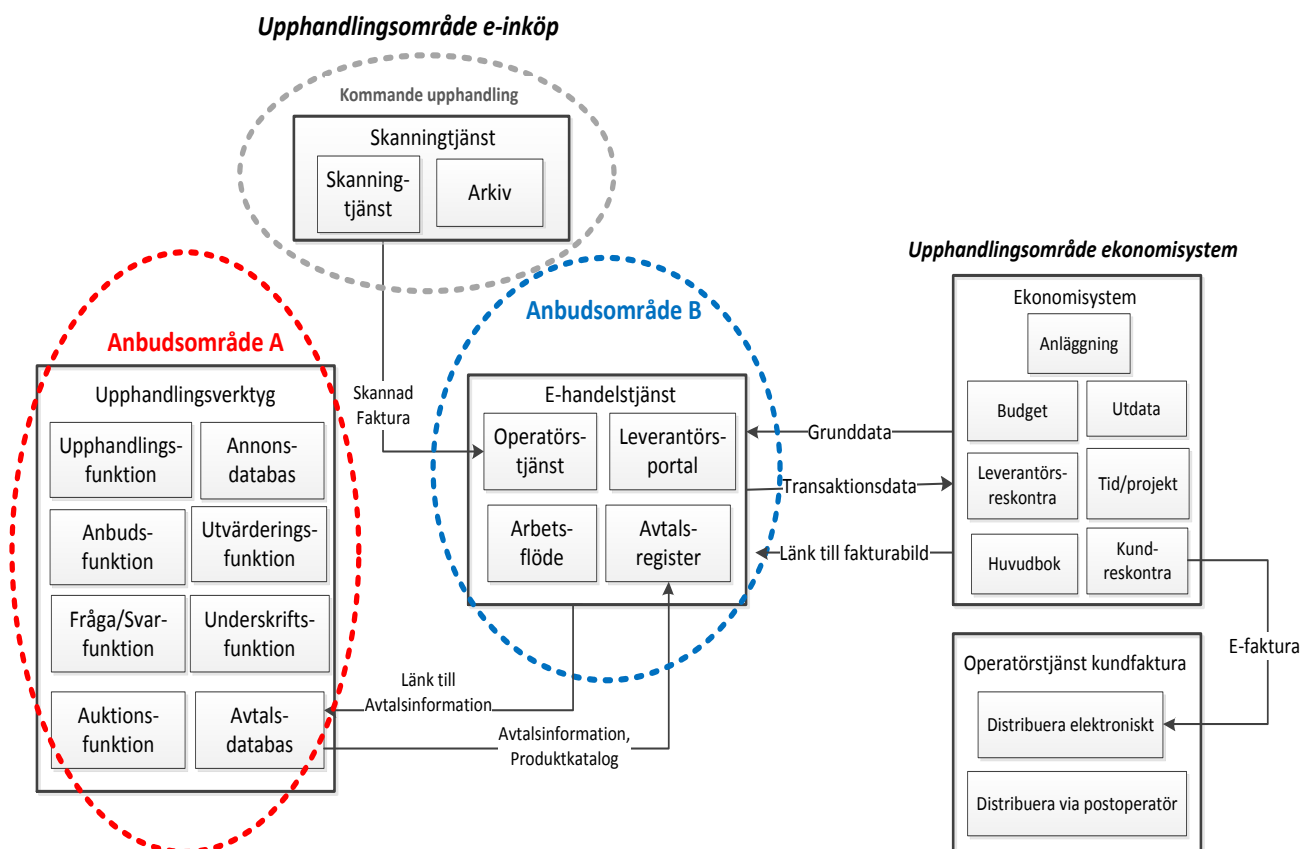 Upphandlingsområde e-inköp
Kommande upphandling
Skanningtjänst
Skanning-
tjänst
Arkiv
Anbudsområde A
Upphandlingsverktyg
Upphandlings-
funktion
Annons-
databas
Anbuds-
funktion
Utvärderings-
funktion
Fråga/Svar-
funktion
Underskrifts-
funktion
Auktions-
funktion
Avtals-
databas
Skannad
Faktura
Anbudsområde B
E-handelstjänst
Operatörs-
tjänst
Leverantörs-
portal
Arbets-
flöde
Avtals-
register
Länk till
Avtalsinformation
Avtalsinformation,
Produktkatalog
Grunddata
Transaktionsdata
Länk till fakturabild
Upphandlingsområde ekonomisystem
Ekonomisystem
Anläggning
Budget
Utdata
Leverantörs-
reskontra
Tid/projekt
Huvudbok
Kund-
reskontra
E-faktura
Operatörstjänst kundfaktura
Distribuera elektroniskt
Distribuera via postoperatör